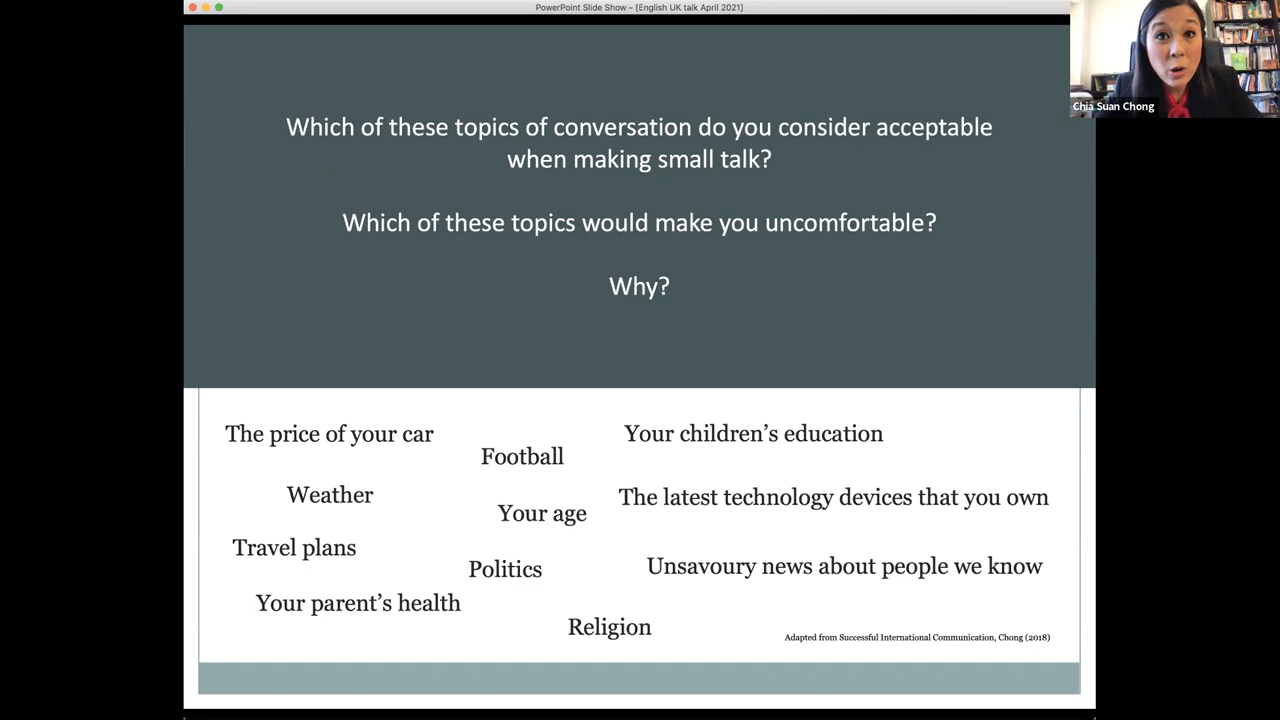 PowerPoint Slide Show – [English UK talk April 2021]
Chia Suan Chong
Which of these topics of conversation do you consider acceptable
when making small talk?
Which of these topics would make you uncomfortable?
Why?
The price of your car
Football
Your children’s education
Weather
Your age
The latest technology devices that you own
Travel plans
Politics
Unsavoury news about people we know
Your parent’s health
Religion
Adapted from Successful International Communication, Chong (2018)